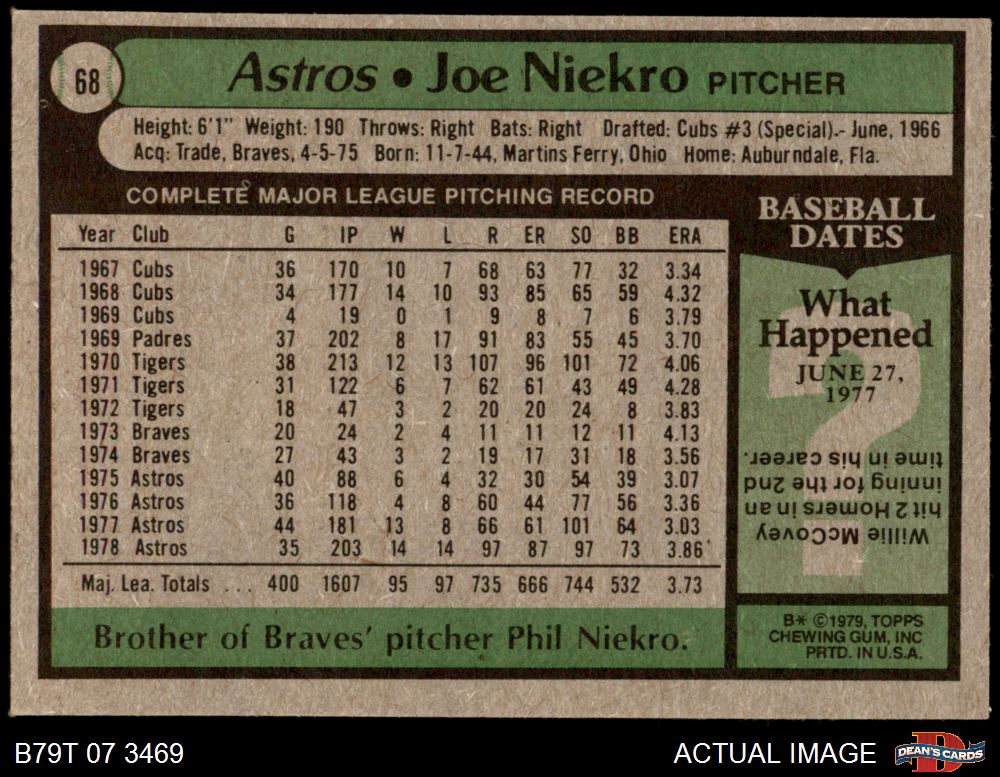 68
Astros • Joe Niekro PITCHER
Height: 6'1" Weight: 190 Throws: Right Bats: Right Drafted: Cubs #3 (Special).- June, 1966
Acq: Trade, Braves, 4-5-75 Born: 11-7-44, Martins Ferry, Ohio Home: Auburndale, Fla.
COMPLETE MAJOR LEAGUE PITCHING RECORD
Year Club G IP W L R ER SO BB ERA
1967 Cubs 36 170 10 7 68 63 77 32 3.34
1968 Cubs 34 177 14 10 93 85 65 59 4.32
1969 Cubs 4 19 0 1 9 8 7 6 3.79
1969 Padres 37 202 8 17 91 83 55 45 3.70
1970 Tigers 38 213 12 13 107 96 101 72 4.06
1971 Tigers 31 122 6 7 62 61 43 49 4.28
1972 Tigers 18 47 3 2 20 20 24 8 3.83
1973 Braves 20 24 2 4 11 11 12 11 4.13
1974 Braves 27 43 3 2 19 17 31 18 3.56
1975 Astros 40 88 6 4 32 30 54 39 3.07
1976 Astros 36 118 4 8 60 44 77 56 3.36
1977 Astros 44 181 13 8 66 61 101 64 3.03
1978 Astros 35 203 14 14 97 87 97 73 3.86
Maj. Lea. Totals ... 400 1607 95 97 735 666 744 532 3.73
Brother of Braves' pitcher Phil Niekro.
BASEBALL
DATES
What
Happened
JUNE 27,
1977
Willie McCovey
hit 2 Homers in an
inning for the 2nd
time in his career.
B* ©1979, TOPPS
CHEWING GUM, INC
PRTD. IN U.S.A.
B79T 07 3469
ACTUAL IMAGE
DEAN'S CARDS